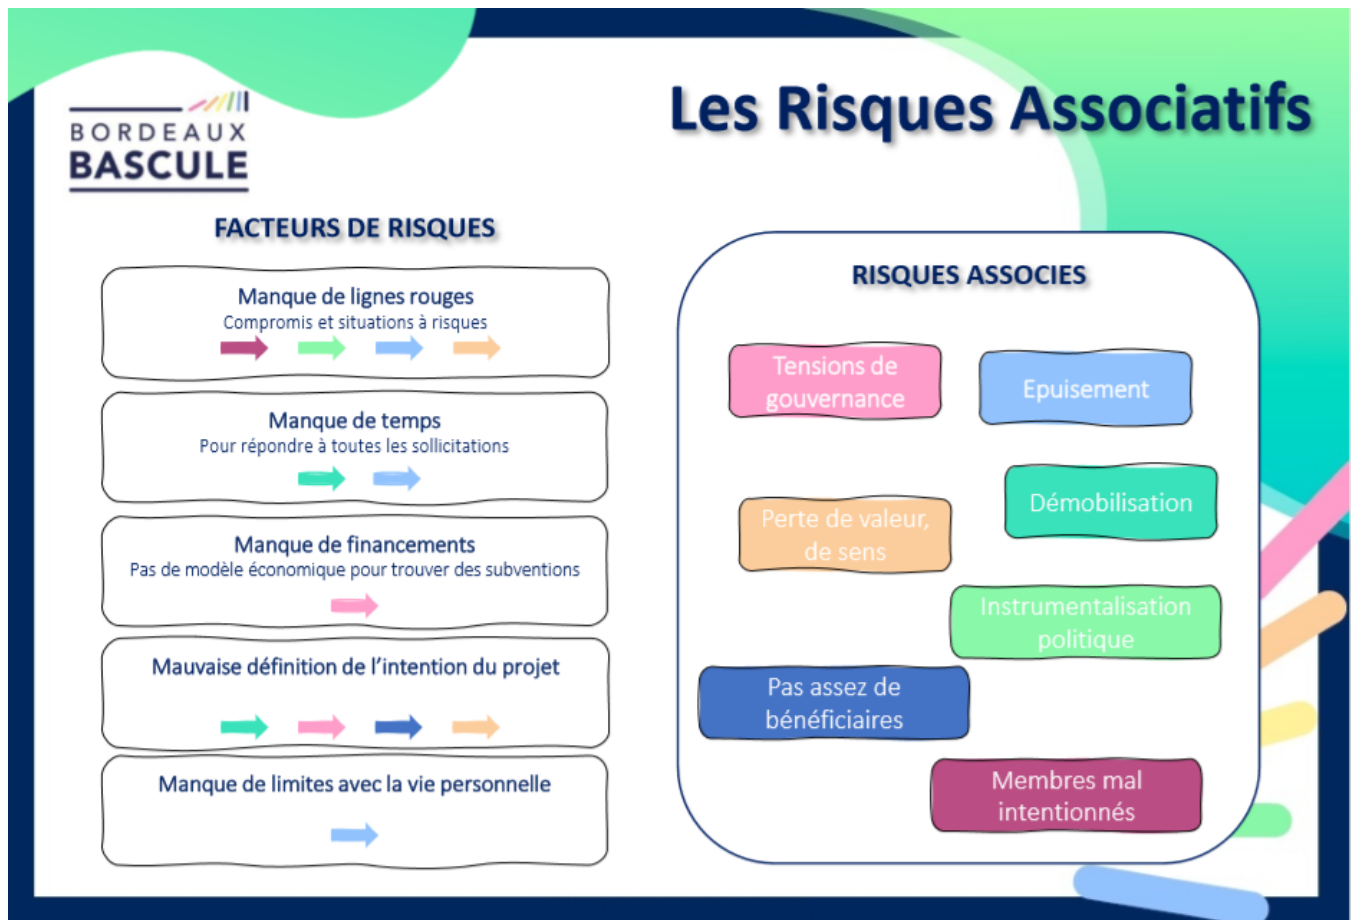 BORDEAUX
BASCULE
Les Risques Associatifs
FACTEURS DE RISQUES
Manque de lignes rouges
Compromis et situations à risques
Manque de temps
Pour répondre à toutes les sollicitations
Manque de financements
Pas de modèle économique pour trouver des subventions
Mauvaise définition de l'intention du projet
Manque de limites avec la vie personnelle
RISQUES ASSOCIES
Tensions de
gouvernance
Epuisement
Démobilisation
Perte de valeur,
de sens
Instrumentalisation
politique
Pas assez de
bénéficiaires
Membres mal
intentionnés